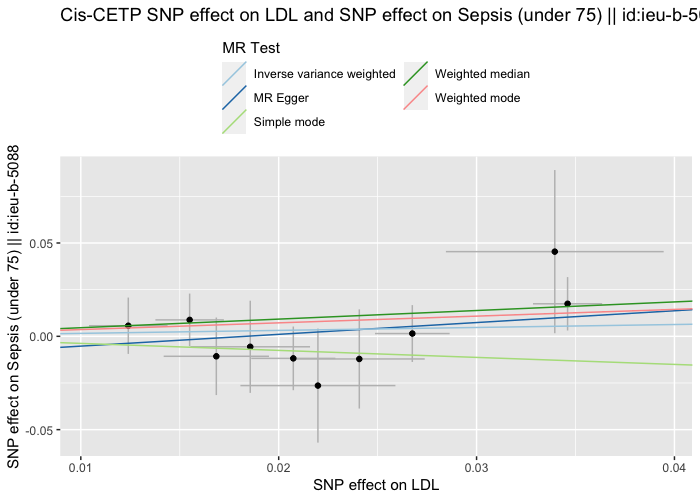 Cis-CETP SNP effect on LDL and SNP effect on Sepsis (under 75) || id:ieu-b-50
MR Test
Inverse variance weighted
Weighted median
MR Egger
Weighted mode
Simple mode
SNP effect on Sepsis (under 75) || id:ieu-b-5088
0.05
0.00
-0.05
0.01
0.02
0.03
0.04
SNP effect on LDL